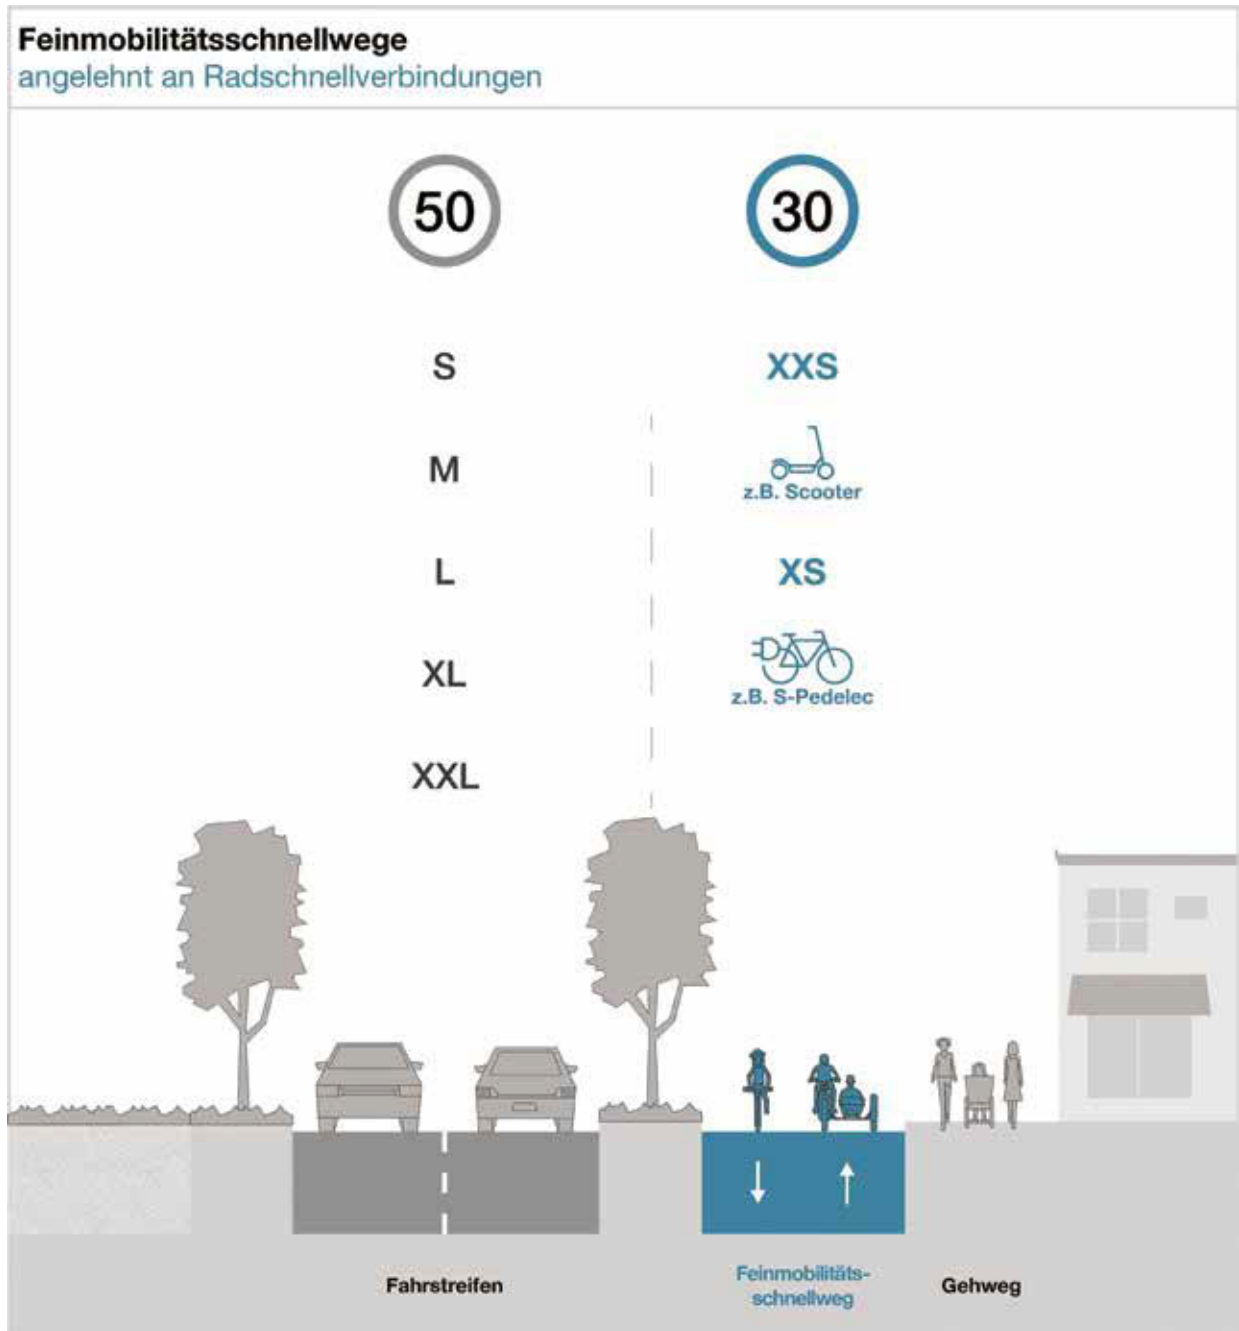 Feinmobilitätsschnellwege
angelehnt an Radschnellverbindungen
50
30
S
M
L
XL
XXL
XXS
z.B. Scooter
XS
z.B. S-Pedelec
Fahrstreifen
Feinmobilitäts-
schnellweg
Gehweg